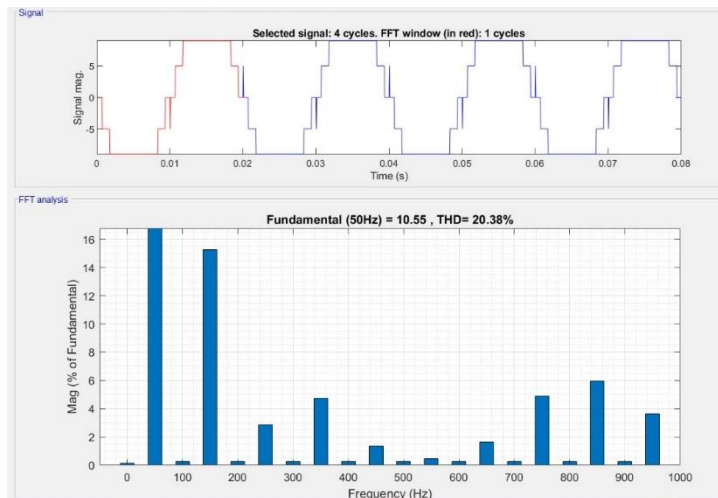 Signal
Selected signal: 4 cycles. FFT window (in red): 1 cycles
Signal mag.
5
0
-5
0 0.01 0.02 0.03 0.04 0.05 0.06 0.07 0.08
Time (s)
FFT analysis
Fundamental (50Hz) = 10.55 , THD= 20.38%
Mag (% of Fundamental)
16
14
12
10
8
6
4
2
0
0 100 200 300 400 500 600 700 800 900 1000
Frequency (Hz)